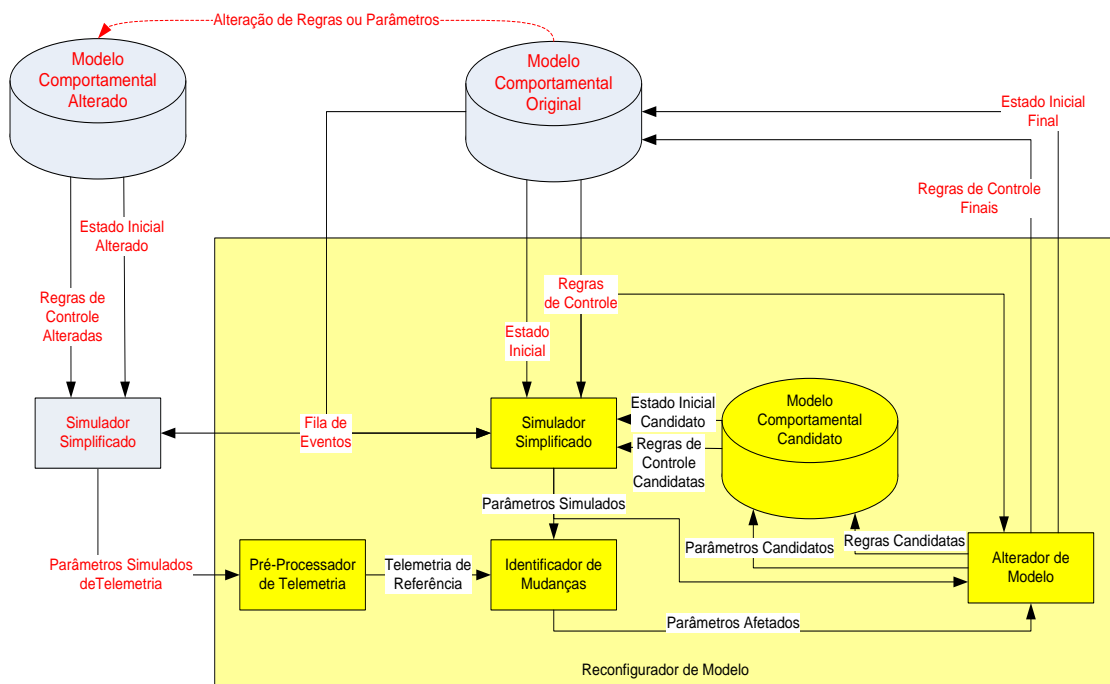 Alteração de Regras ou Parâmetros
Modelo
Comportamental
Alterado
Modelo
Comportamental
Original
Estado Inicial
Final
Regras de Controle
Finais
Estado Inicial
Alterado
Regras de
Controle
Alteradas
Regras
de Controle
Estado
Inicial
Simulador
Simplificado
Fila de
Eventos
Simulador
Simplificado
Estado Inicial
Candidato
Regras de
Controle
Candidatas
Modelo
Comportamental
Candidato
Parâmetros Simulados
Parâmetros Candidatos
Regras Candidatas
Parâmetros Simulados
deTelemetria
Pré-Processador
de Telemetria
Telemetria de
Referência
Identificador de
Mudanças
Alterador de
Modelo
Parâmetros Afetados
Reconfigurador de Modelo